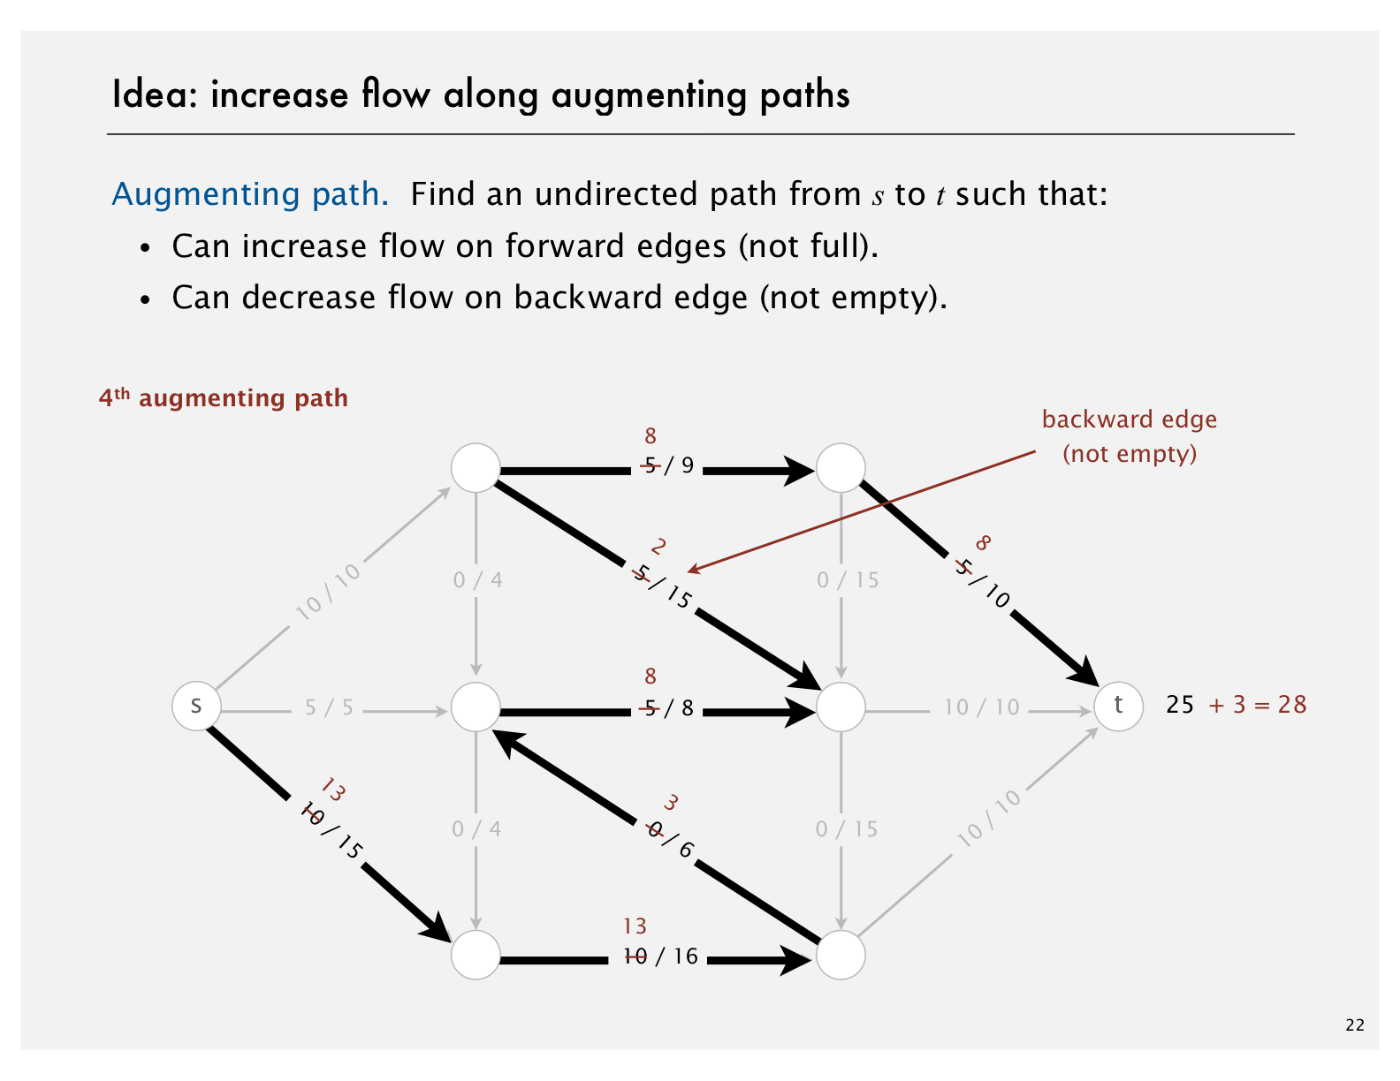 Idea: increase flow along augmenting paths
Augmenting path. Find an undirected path from s to t such that:
• Can increase flow on forward edges (not full).
• Can decrease flow on backward edge (not empty).
4th augmenting path
backward edge
(not empty)
8
5 / 9
2
5 / 15
8
5 / 10
10 / 10
0 / 4
0 / 15
s
5 / 5
8
5 / 8
10 / 10
t
25 + 3 = 28
13
10 / 15
0 / 4
3
0 / 6
0 / 15
10 / 10
13
10 / 16
22